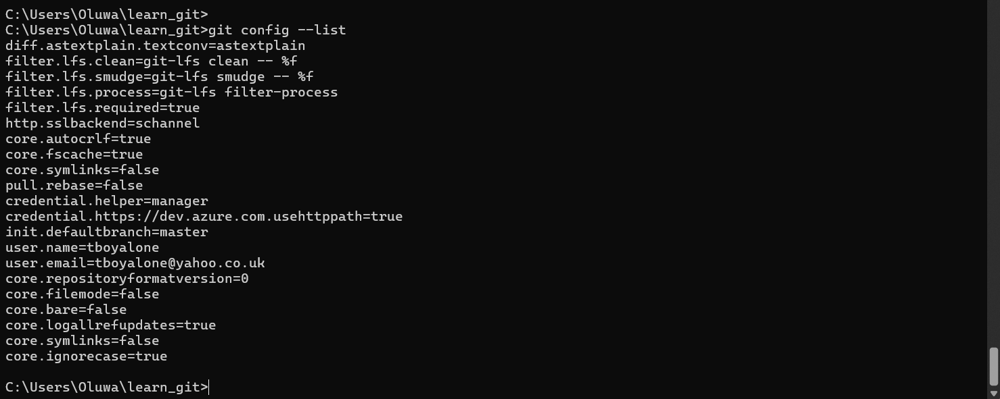 C:\Users\Oluwa\learn_git>
C:\Users\Oluwa\learn_git>git config --list
diff.astextplain.textconv=astextplain
filter.lfs.clean=git-lfs clean -- %f
filter.lfs.smudge=git-lfs smudge -- %f
filter.lfs.process=git-lfs filter-process
filter.lfs.required=true
http.sslbackend=schannel
core.autocrlf=true
core.fscache=true
core.symlinks=false
pull.rebase=false
credential.helper=manager
credential.https://dev.azure.com.usehttppath=true
init.defaultbranch=master
user.name=tboyalone
user.email=tboyalone@yahoo.co.uk
core.repositoryformatversion=0
core.filemode=false
core.bare=false
core.logallrefupdates=true
core.symlinks=false
core.ignorecase=true
C:\Users\Oluwa\learn_git>